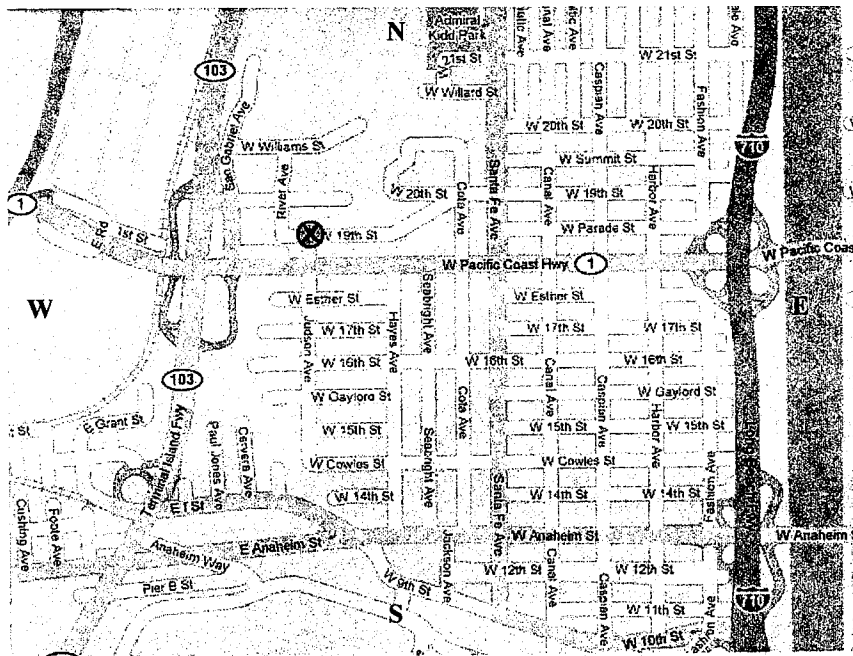 N
Admiral
Kidd Park
W 21st St
W 21st St
W Willard St
103
Caspian Ave
Fashion Ave
San Gabriel Ave
W Williams St
W 20th St
W 20th St
710
W Summit St
River Ave
W 20th St
Cota Ave
Santa Fe Ave
Canal Ave
W 19th St
Harbor Ave
1
1st St
X
W 19th St
W Parade St
W Pacific Coast Hwy
1
W Pacific Coas
W
E
W Esther St
W Esther St
Seabright Ave
Judson Ave
W 17th St
Hayes Ave
W 17th St
W 17th St
W 16th St
W 16th St
W 16th St
103
W Gaylord St
Cota Ave
Canal Ave
Caspian Ave
W Gaylord St
Harbor Ave
E Grant St
St
Terminal Island Fwy
Paul Jones Ave
Cervera Ave
W 15th St
W 15th St
W 15th St
Seabright Ave
W Cowles St
W Cowles St
Fashion Ave
W 14th St
Santa Fe Ave
W 14th St
W 14th St
Cushing Ave
Foote Ave
E Anaheim St
W Anaheim St
W Anaheim S
Anaheim Way
Jackson Ave
Canal Ave
Pier B St
W 9th St
W 12th St
W 12th St
Caspian Ave
710
S
W 11th St
W 10th St